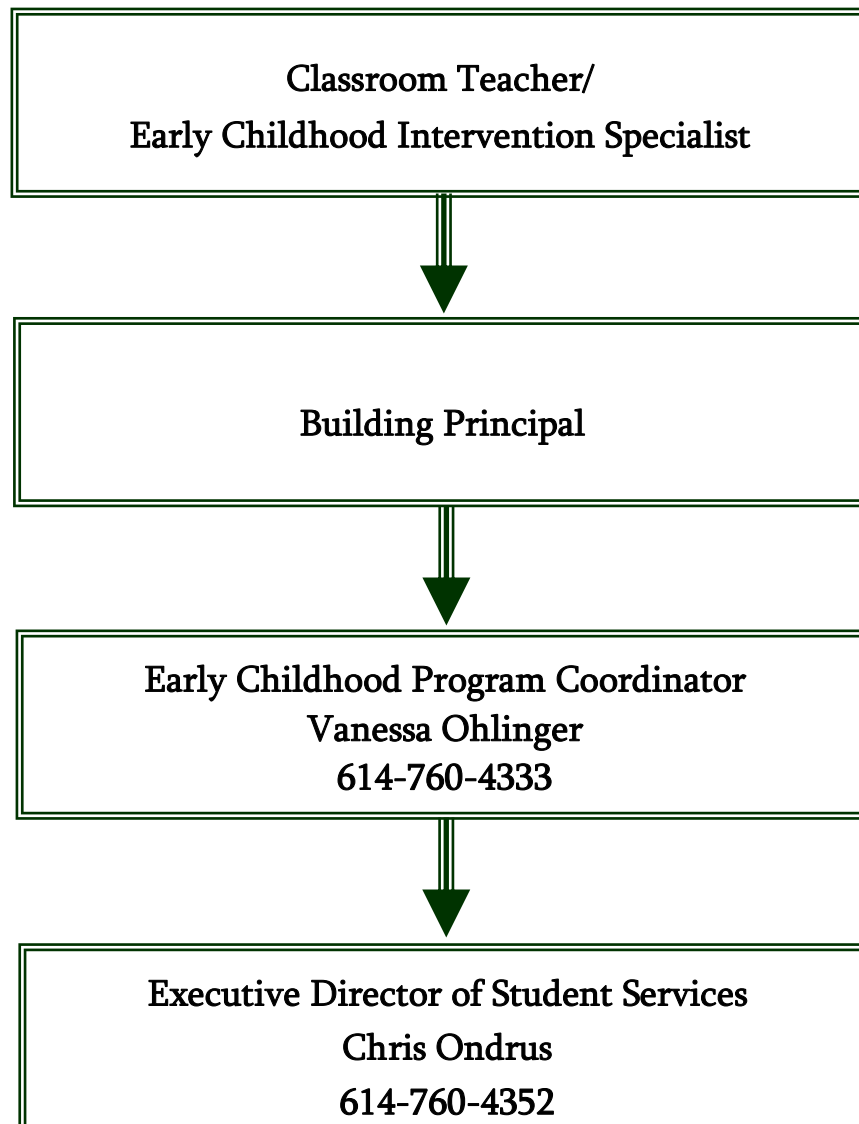 Classroom Teacher/
Early Childhood Intervention Specialist
Building Principal
Early Childhood Program Coordinator
Vanessa Ohlinger
614-760-4333
Executive Director of Student Services
Chris Ondrus
614-760-4352